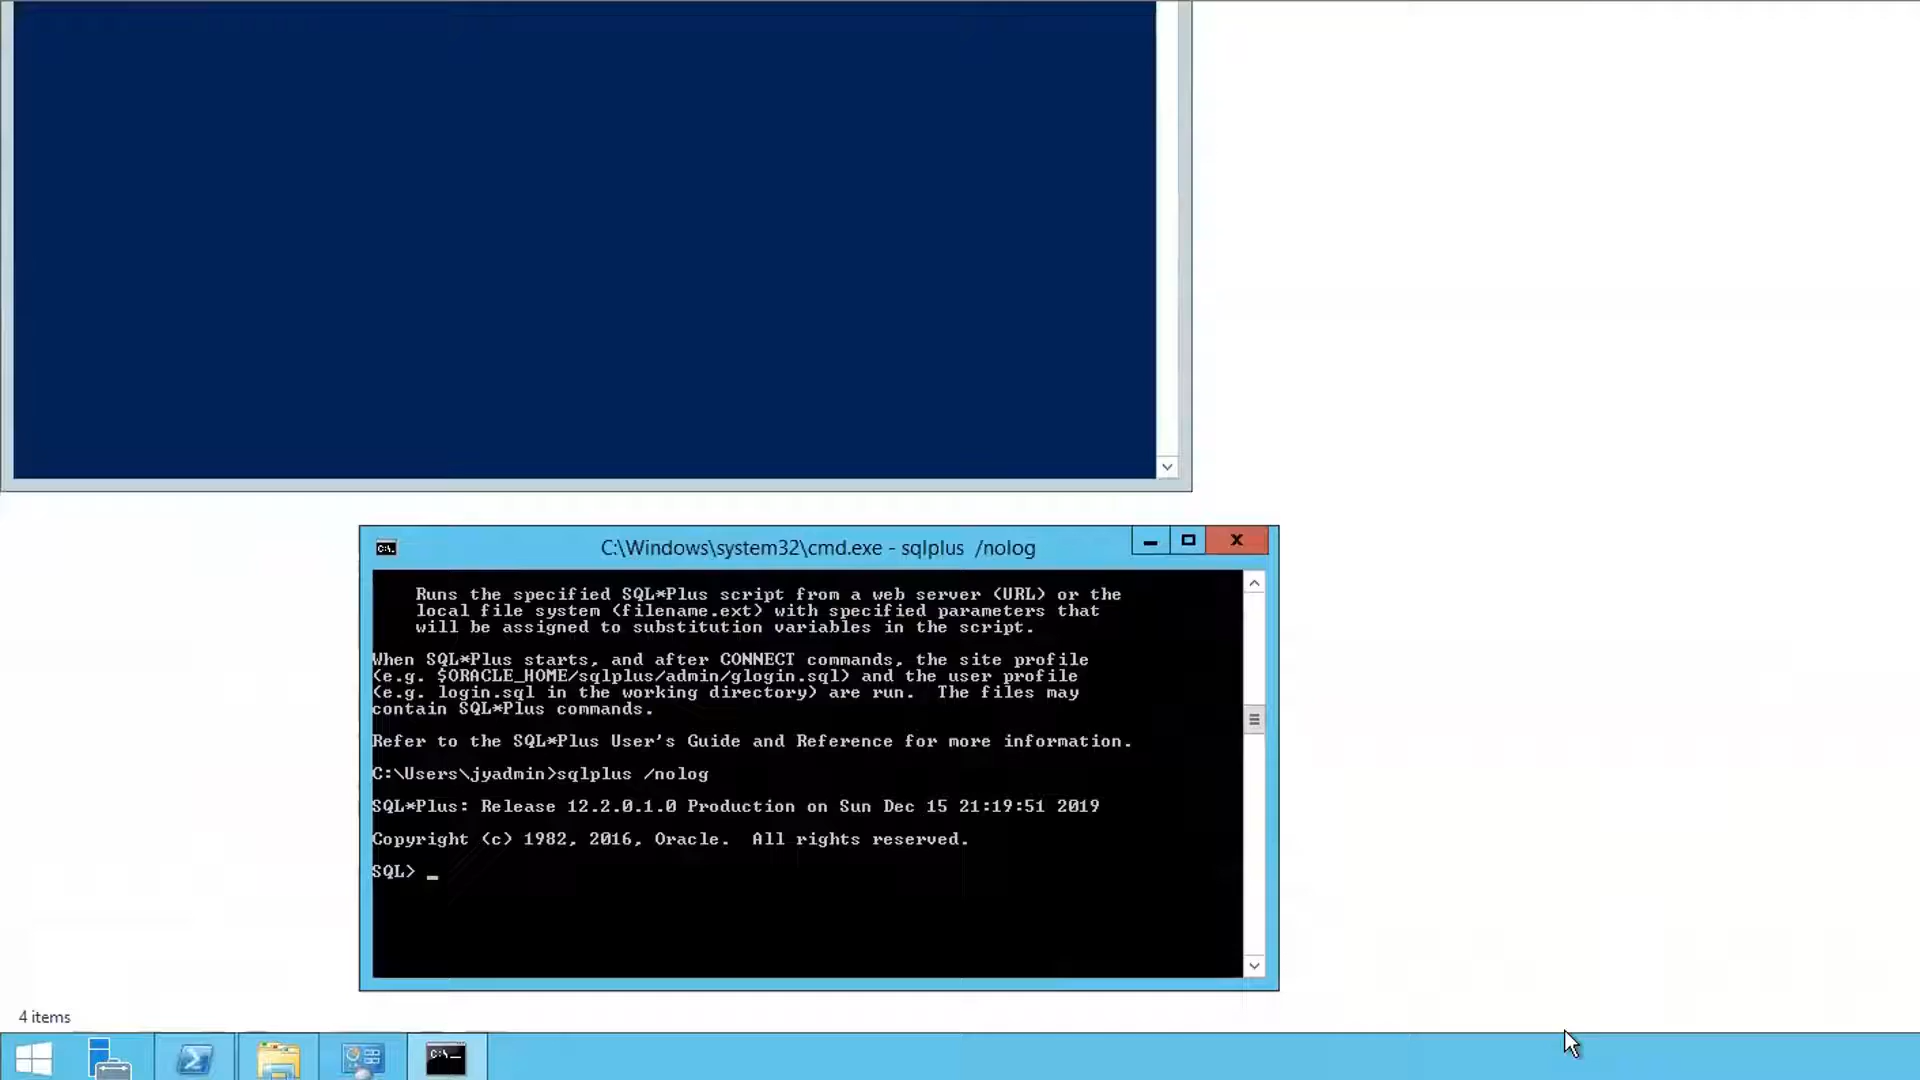 C:\Windows\system32\cmd.exe - sqlplus /nolog
Runs the specified SQL*Plus script from a web server (URL) or the
local file system (filename.ext) with specified parameters that
will be assigned to substitution variables in the script.
When SQL*Plus starts, and after CONNECT commands, the site profile
(e.g. $ORACLE_HOME/sqlplus/admin/glogin.sql) and the user profile
(e.g. login.sql in the working directory) are run.  The files may
contain SQL*Plus commands.
Refer to the SQL*Plus User's Guide and Reference for more information.
C:\Users\jyadmin>sqlplus /nolog
SQL*Plus: Release 12.2.0.1.0 Production on Sun Dec 15 21:19:51 2019
Copyright (c) 1982, 2016, Oracle.  All rights reserved.
SQL> _
4 items